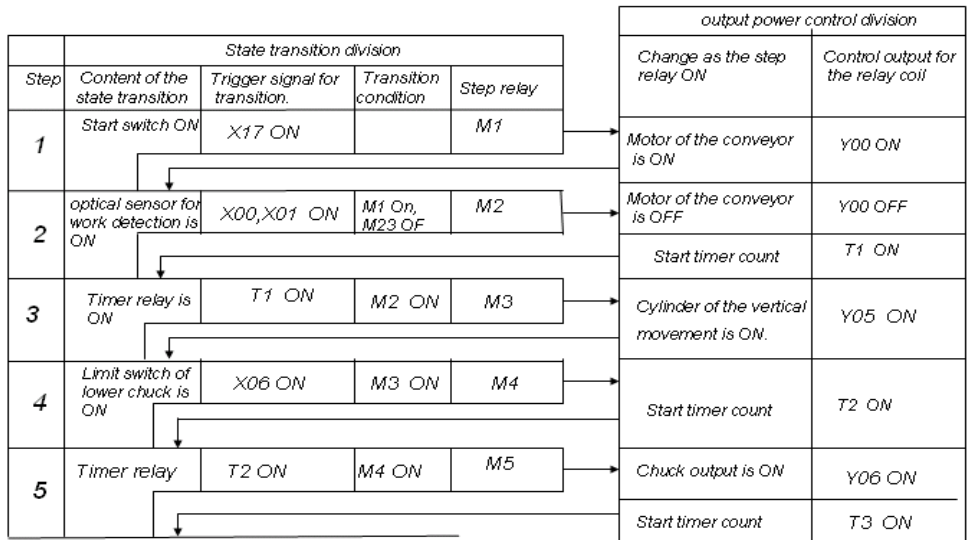 output power control division
State transition division
Change as the step
relay ON
Control output for
the relay coil
Step
Content of the
state transition
Trigger signal for
transition.
Transition
condition
Step relay
1
Start switch ON
X17 ON
M1
Motor of the conveyor
is ON
Y00 ON
2
optical sensor for
work detection is
ON
X00,X01 ON
M1 On,
M23 OF
M2
Motor of the conveyor
is OFF
Y00 OFF
Start timer count
T1 ON
3
Timer relay is
ON
T1 ON
M2 ON
M3
Cylinder of the vertical
movement is ON.
Y05 ON
4
Limit switch of
lower chuck is
ON
X06 ON
M3 ON
M4
Start timer count
T2 ON
5
Timer relay
T2 ON
M4 ON
M5
Chuck output is ON
Y06 ON
Start timer count
T3 ON